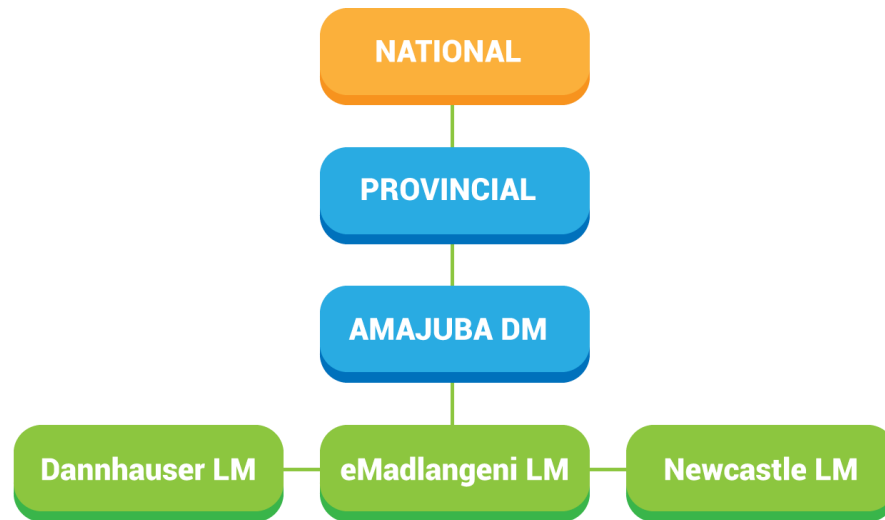 NATIONAL
PROVINCIAL
AMAJUBA DM
Dannhauser LM
eMadlangeni LM
Newcastle LM